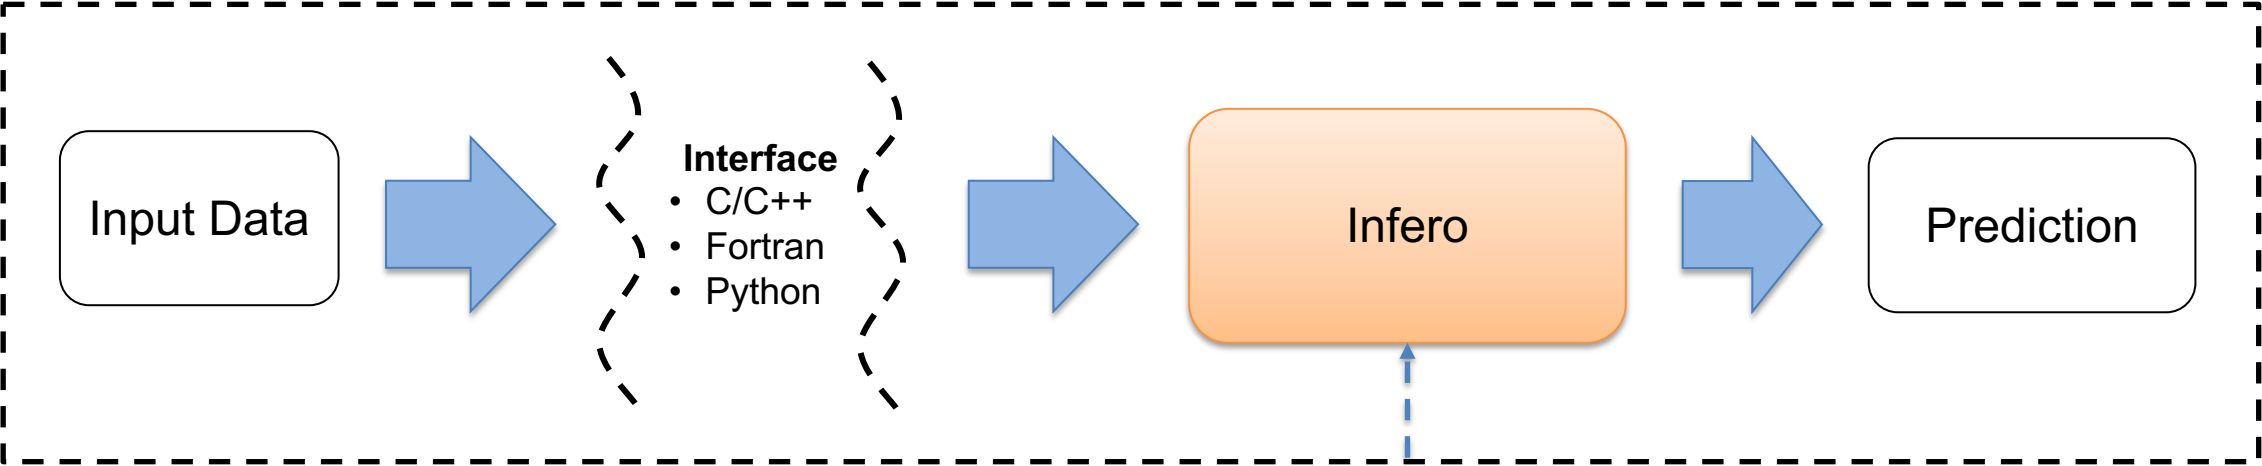 Input Data
Interface
• C/C++
• Fortran
• Python
Infero
Prediction